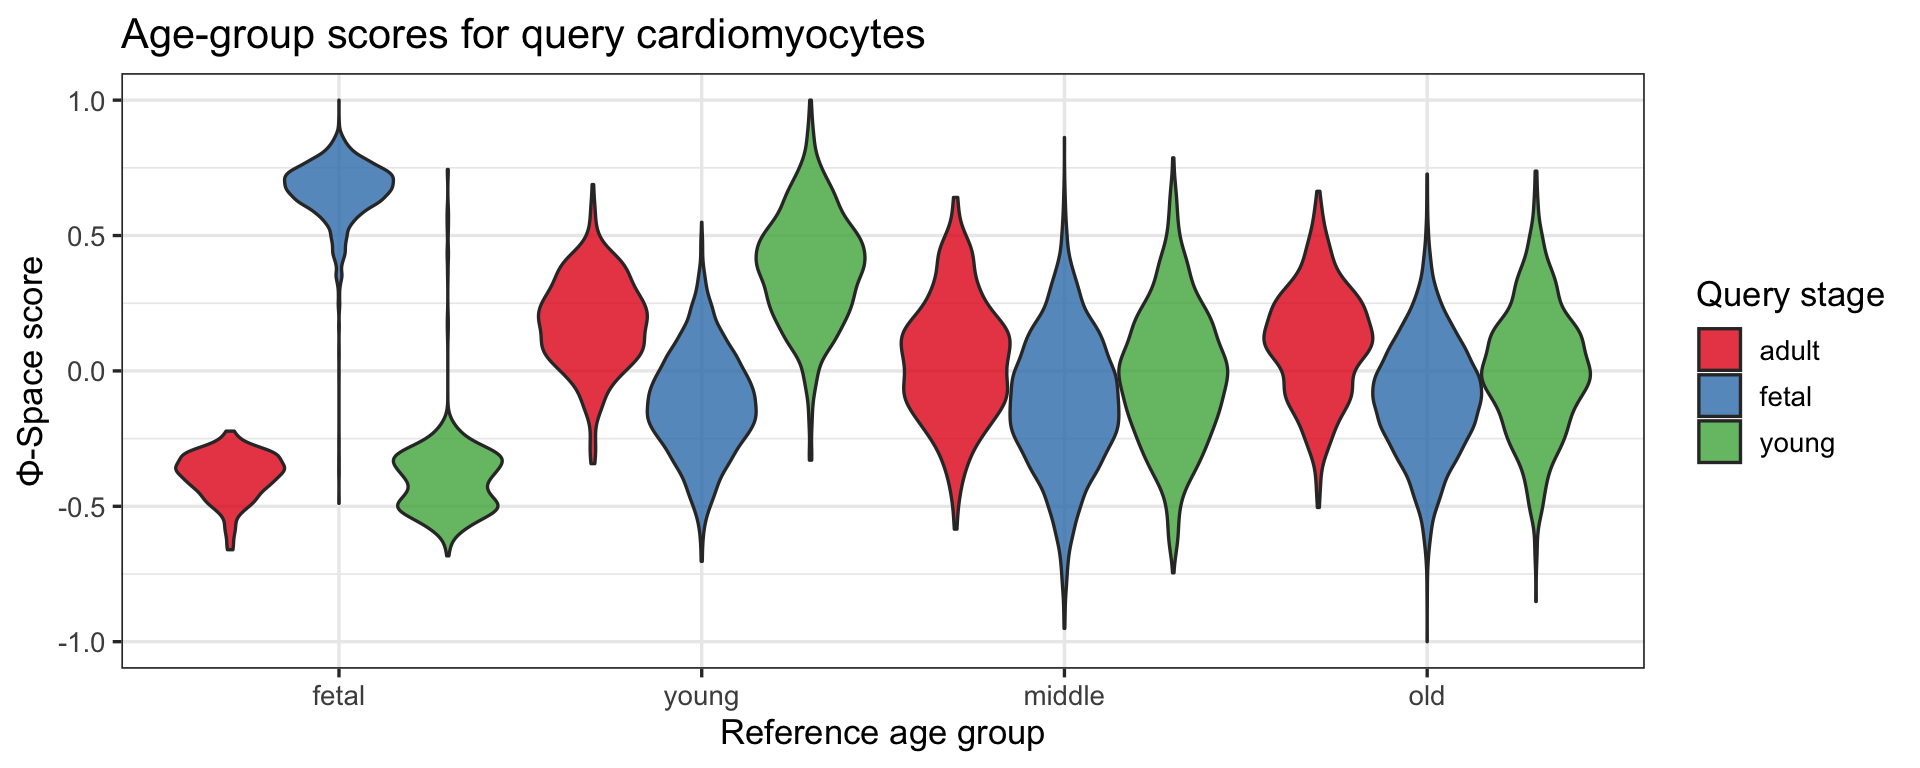 Age-group scores for query cardiomyocytes
Φ-Space score
1.0
0.5
0.0
-0.5
-1.0
fetal
young
middle
old
Reference age group
Query stage
adult
fetal
young